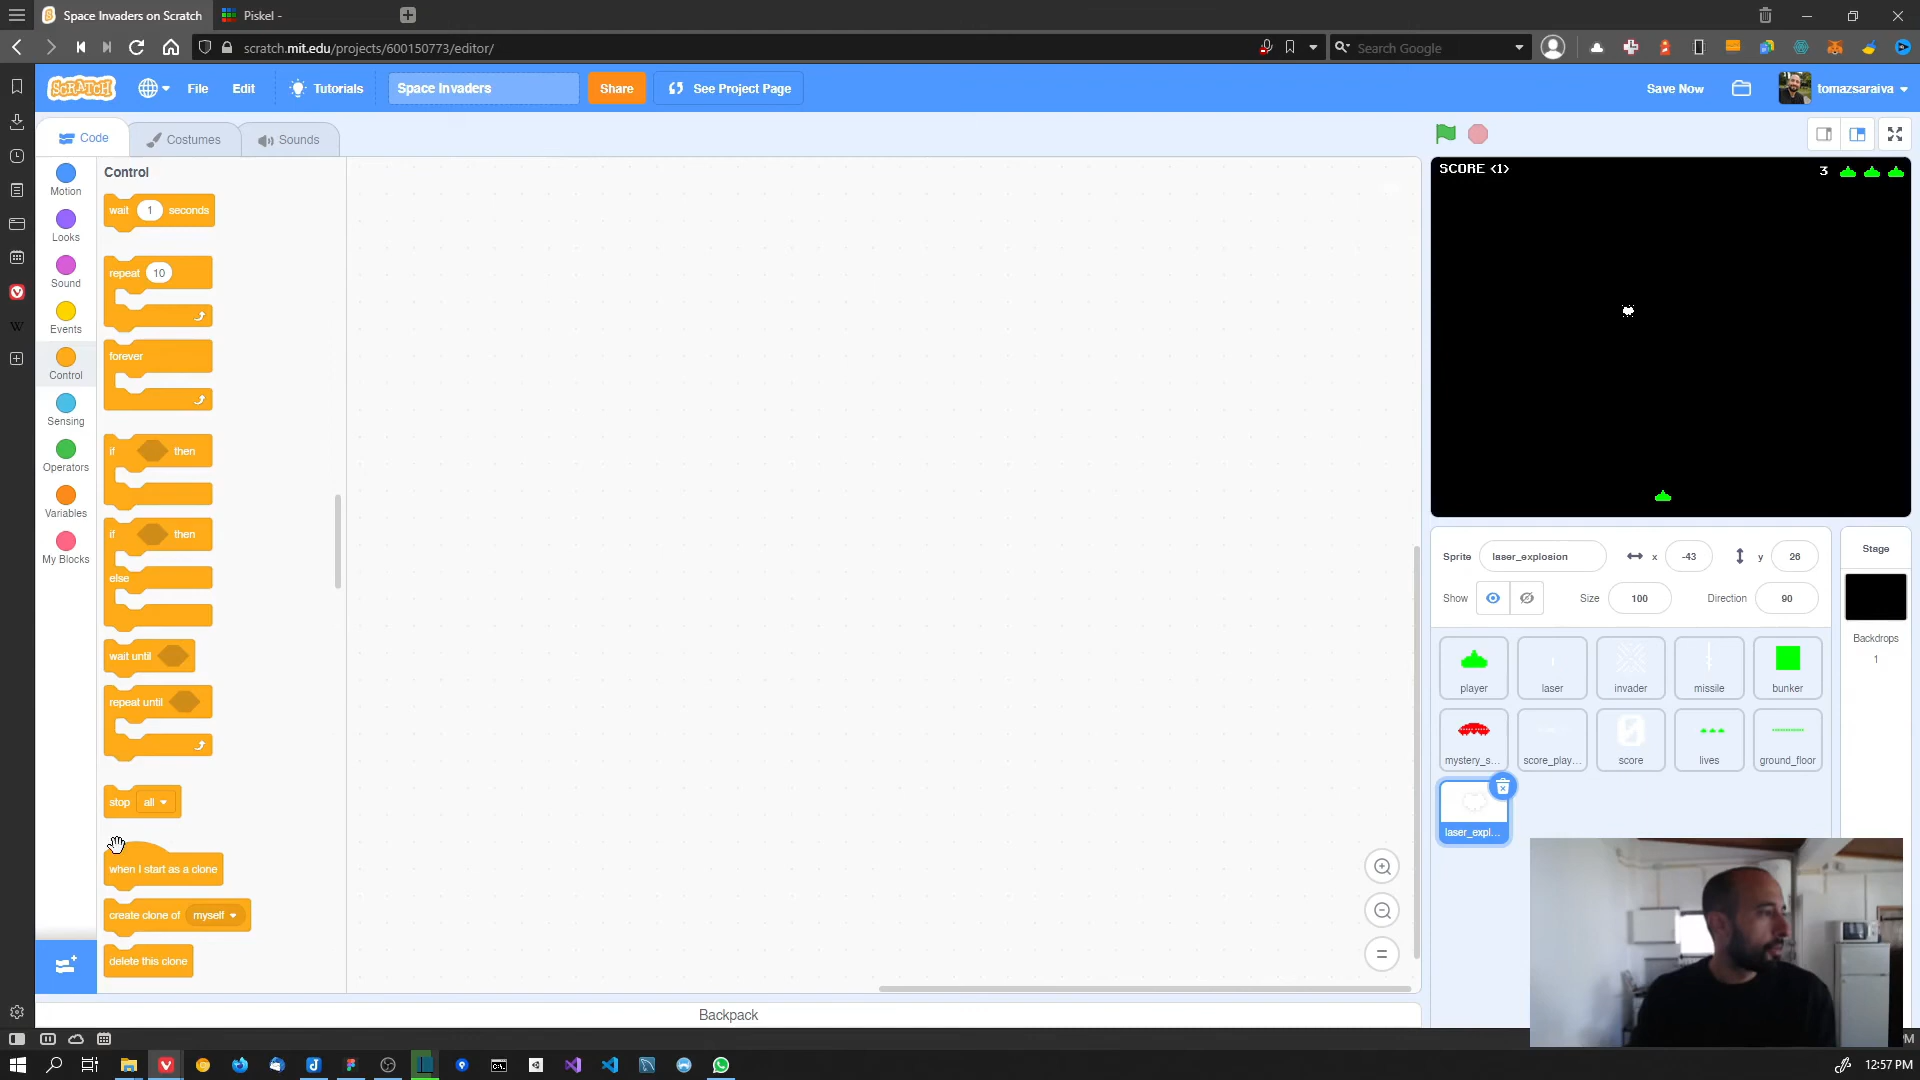 Space Invaders on Scratch
Piskel -
scratch.mit.edu/projects/600150773/editor/
Search Google
SCRATCH
File
Edit
Tutorials
Space Invaders
Share
See Project Page
Save Now
tomazsaraiva
Code
Costumes
Sounds
Motion
Looks
Sound
Events
Control
Sensing
Operators
Variables
My Blocks
Control
wait 1 seconds
repeat 10
forever
if then
if then
else
wait until
repeat until
stop all
when I start as a clone
create clone of myself
delete this clone
Backpack
SCORE <1>
3
Sprite laser_explosion x -43 y 26
Show Size 100 Direction 90
player
laser
invader
missile
bunker
mystery_s...
score_play...
score
lives
ground_floor
laser_expl...
Stage
Backdrops
1
12:57 PM